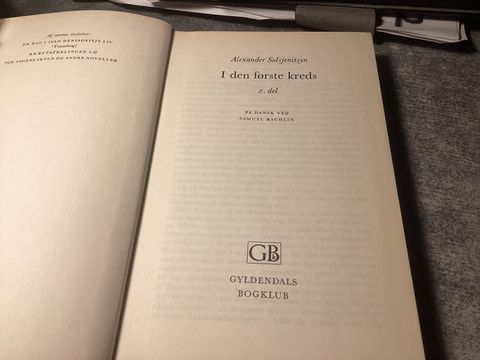 Af samme forfatter:
EN DAG I IVAN DENISOVITJS LIV
(Tranebog)
KRÆFTAFDELINGEN I-II
FOR SAGENS SKYLD OG ANDRE NOVELLER
Alexander Solsjenitsyn
I den første kreds
2. del
PÅ DANSK VED
SAMUEL RACHLIN
GB
GYLDENDALS
BOGKLUB